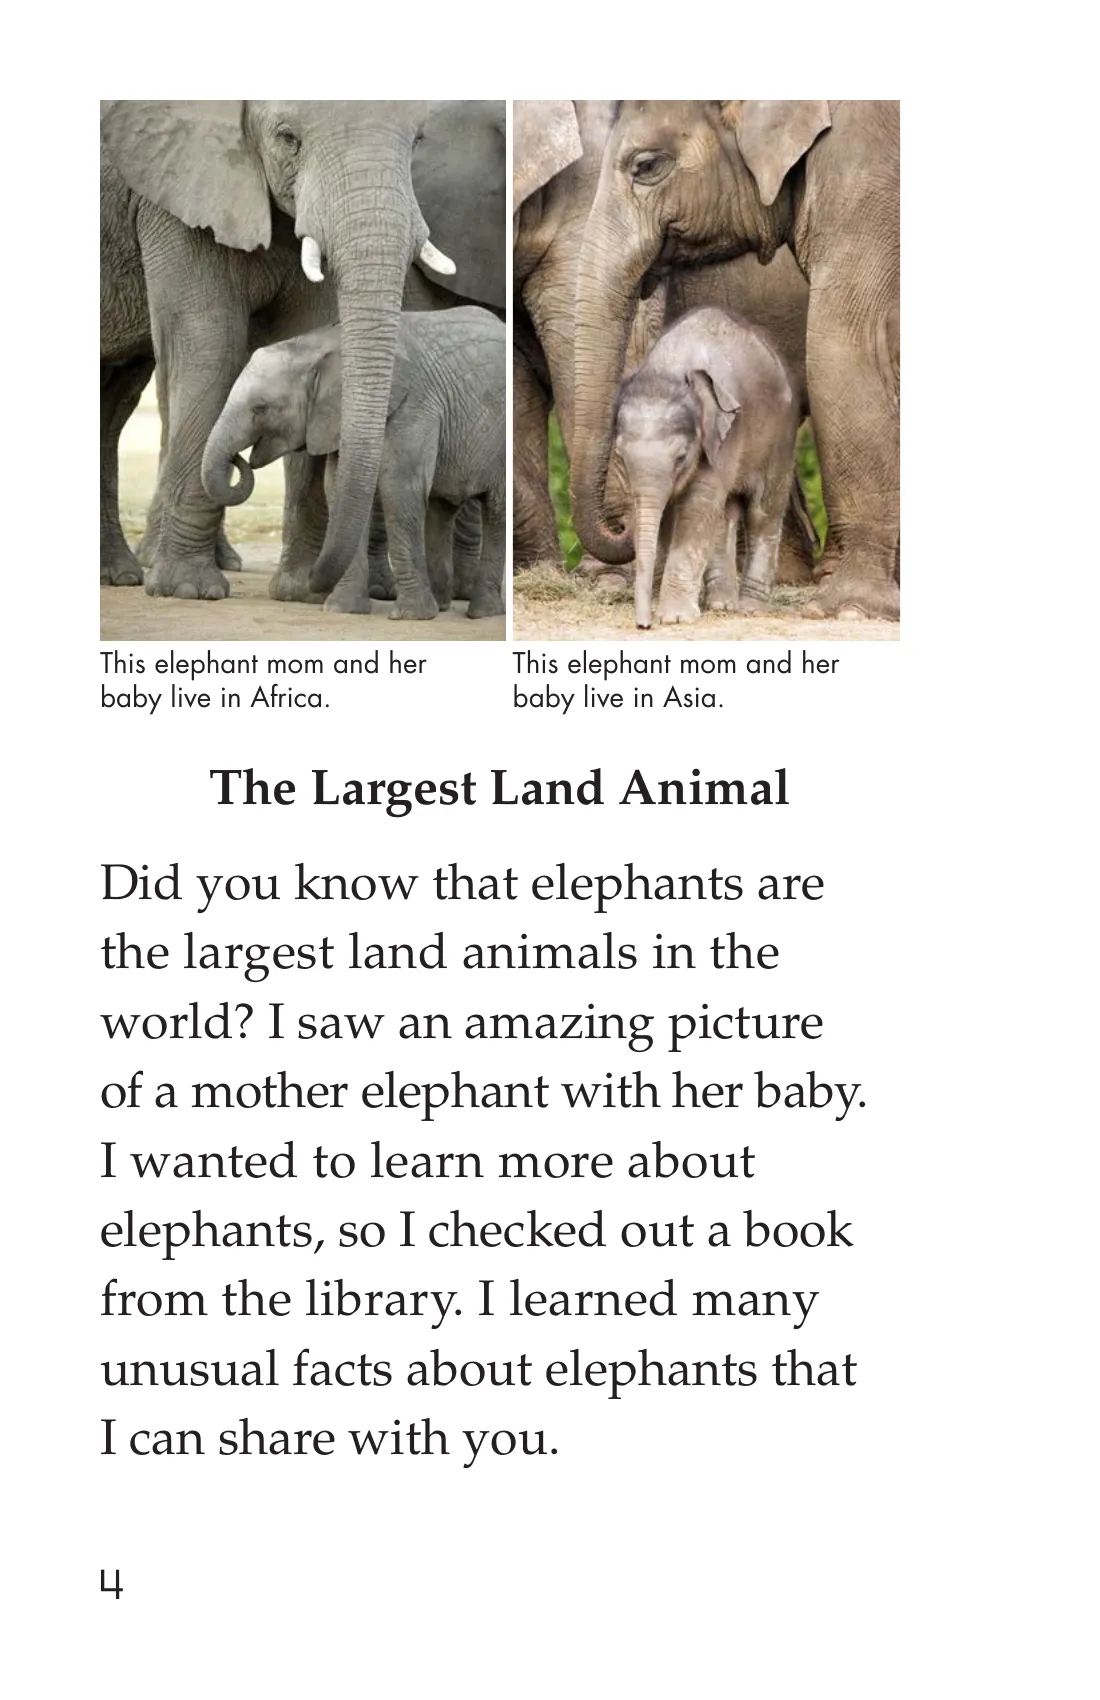 This elephant mom and her
baby live in Africa.
This elephant mom and her
baby live in Asia.
The Largest Land Animal
Did you know that elephants are
the largest land animals in the
world? I saw an amazing picture
of a mother elephant with her baby.
I wanted to learn more about
elephants, so I checked out a book
from the library. I learned many
unusual facts about elephants that
I can share with you.
4